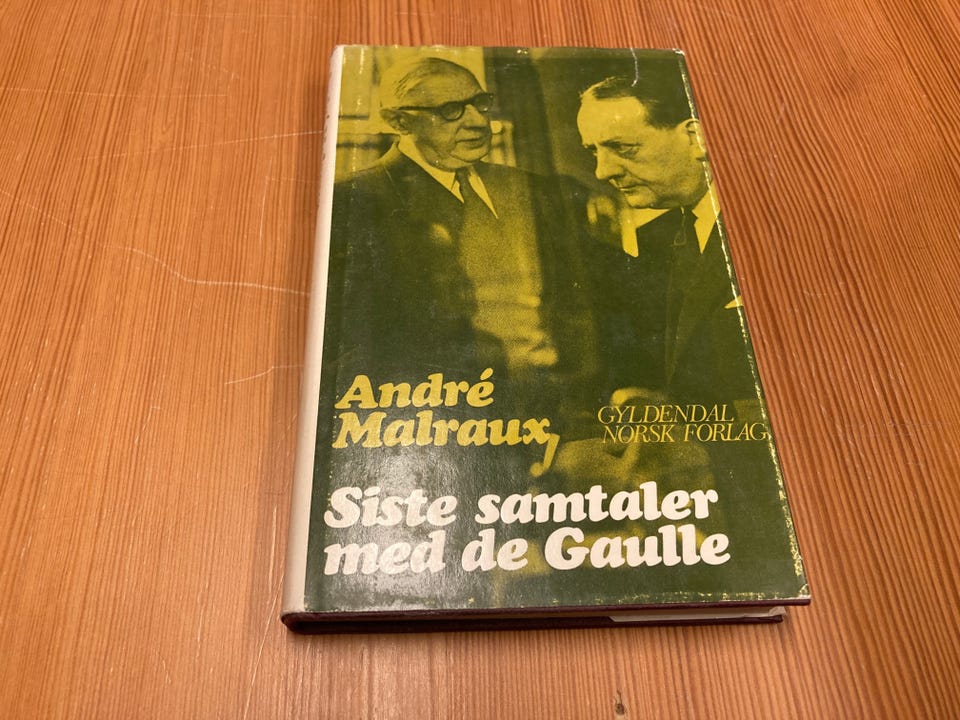 André
Malraux,
GYLDENDAL
NORSK FORLAG
Siste samtaler
med de Gaulle